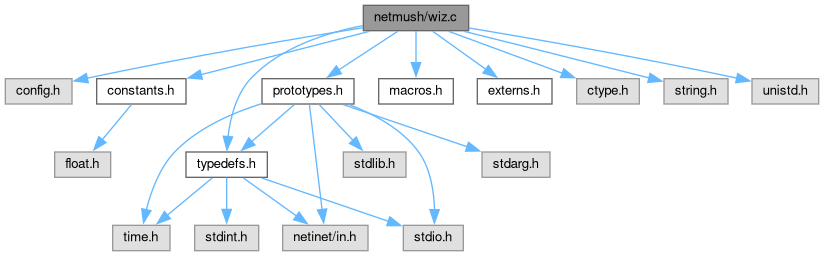 netmush/wiz.c
config.h
constants.h
prototypes.h
macros.h
externs.h
ctype.h
string.h
unistd.h
float.h
typedefs.h
stdlib.h
stdarg.h
time.h
stdint.h
netinet/in.h
stdio.h